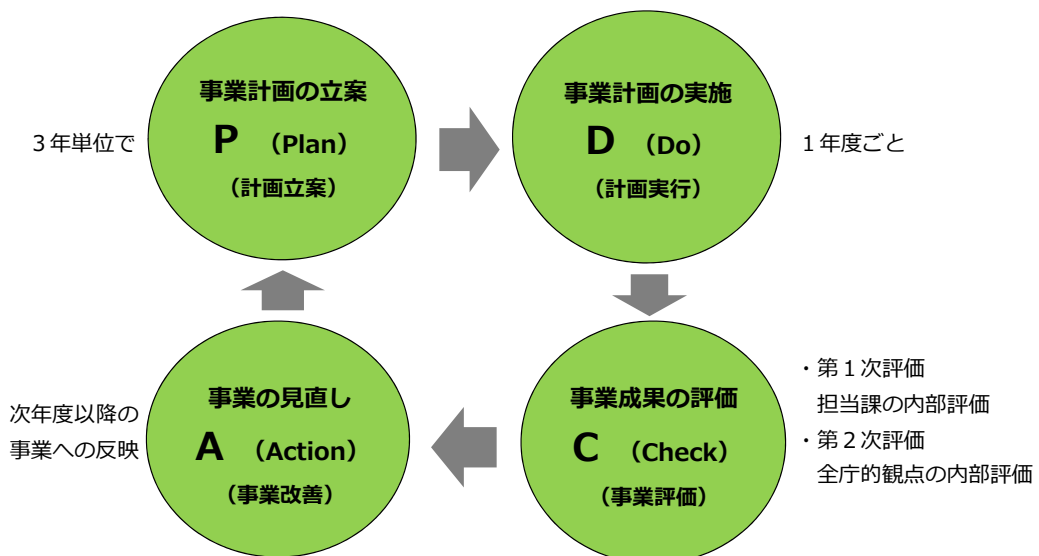 ３年単位で
事業計画の立案
P （Plan）
（計画立案）
事業計画の実施
D （Do）
（計画実行）
１年度ごと
次年度以降の
事業への反映
事業の見直し
A （Action）
（事業改善）
事業成果の評価
C （Check）
（事業評価）
・第１次評価
担当課の内部評価
・第２次評価
全庁的観点の内部評価